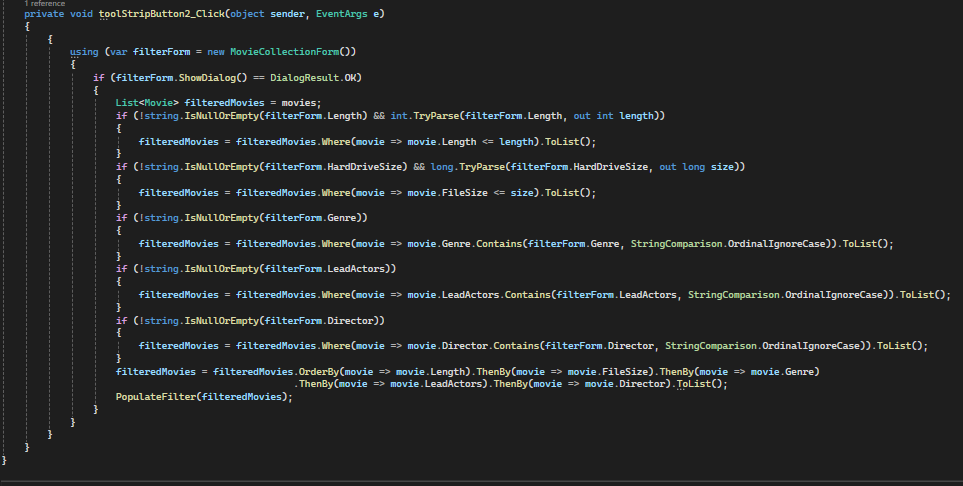 1 reference
private void toolStripButton2_Click(object sender, EventArgs e)
{
{
using (var filterForm = new MovieCollectionForm())
{
if (filterForm.ShowDialog() == DialogResult.OK)
{
List<Movie> filteredMovies = movies;
if (!string.IsNullOrEmpty(filterForm.Length) && int.TryParse(filterForm.Length, out int length))
{
filteredMovies = filteredMovies.Where(movie => movie.Length <= length).ToList();
}
if (!string.IsNullOrEmpty(filterForm.HardDriveSize) && long.TryParse(filterForm.HardDriveSize, out long size))
{
filteredMovies = filteredMovies.Where(movie => movie.FileSize <= size).ToList();
}
if (!string.IsNullOrEmpty(filterForm.Genre))
{
filteredMovies = filteredMovies.Where(movie => movie.Genre.Contains(filterForm.Genre, StringComparison.OrdinalIgnoreCase)).ToList();
}
if (!string.IsNullOrEmpty(filterForm.LeadActors))
{
filteredMovies = filteredMovies.Where(movie => movie.LeadActors.Contains(filterForm.LeadActors, StringComparison.OrdinalIgnoreCase)).ToList();
}
if (!string.IsNullOrEmpty(filterForm.Director))
{
filteredMovies = filteredMovies.Where(movie => movie.Director.Contains(filterForm.Director, StringComparison.OrdinalIgnoreCase)).ToList();
}
filteredMovies = filteredMovies.OrderBy(movie => movie.Length).ThenBy(movie => movie.FileSize).ThenBy(movie => movie.Genre)
.ThenBy(movie => movie.LeadActors).ThenBy(movie => movie.Director).ToList();
PopulateFilter(filteredMovies);
}
}
}
}
}